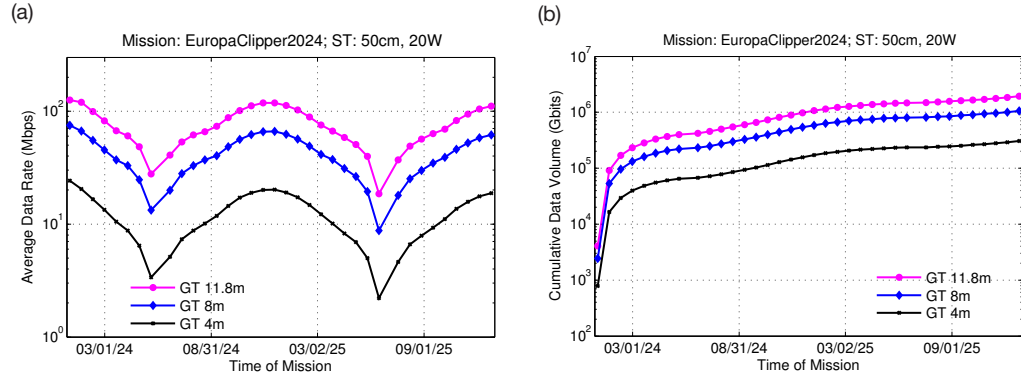 (a)
Mission: EuropaClipper2024; ST: 50cm, 20W
Average Data Rate (Mbps)
10^2
10^1
10^0
GT 11.8m
GT 8m
GT 4m
03/01/24 08/31/24 03/02/25 09/01/25
Time of Mission
(b)
Mission: EuropaClipper2024; ST: 50cm, 20W
Cumulative Data Volume (Gbits)
10^7
10^6
10^5
10^4
10^3
10^2
GT 11.8m
GT 8m
GT 4m
03/01/24 08/31/24 03/02/25 09/01/25
Time of Mission